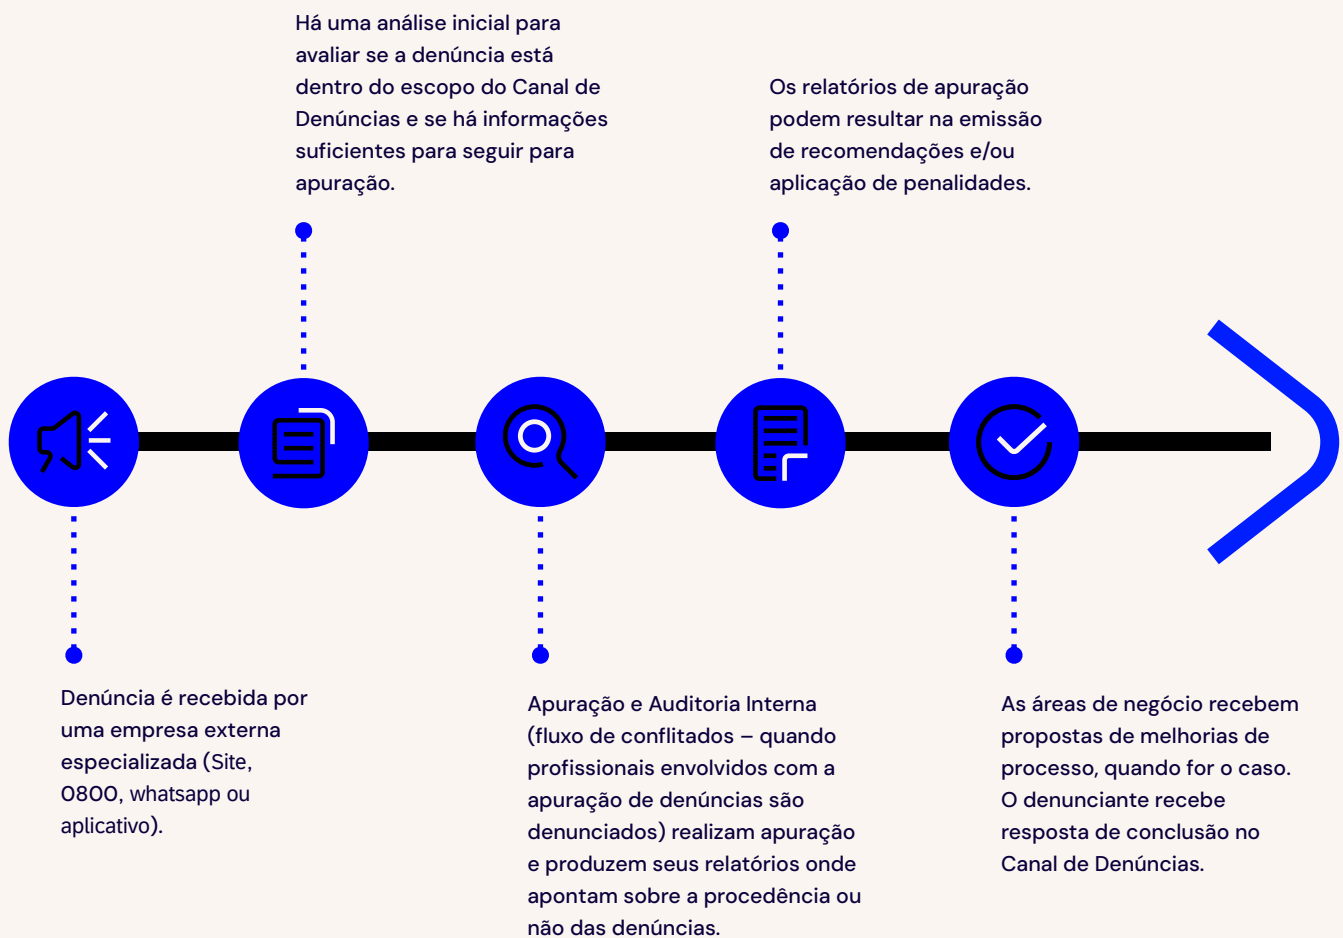 Há uma análise inicial para
avaliar se a denúncia está
dentro do escopo do Canal de
Denúncias e se há informações
suficientes para seguir para
apuração.
Os relatórios de apuração
podem resultar na emissão
de recomendações e/ou
aplicação de penalidades.
Denúncia é recebida por
uma empresa externa
especializada (Site,
0800, whatsapp ou
aplicativo).
Apuração e Auditoria Interna
(fluxo de conflitados – quando
profissionais envolvidos com a
apuração de denúncias são
denunciados) realizam apuração
e produzem seus relatórios onde
apontam sobre a procedência ou
não das denúncias.
As áreas de negócio recebem
propostas de melhorias de
processo, quando for o caso.
O denunciante recebe
resposta de conclusão no
Canal de Denúncias.